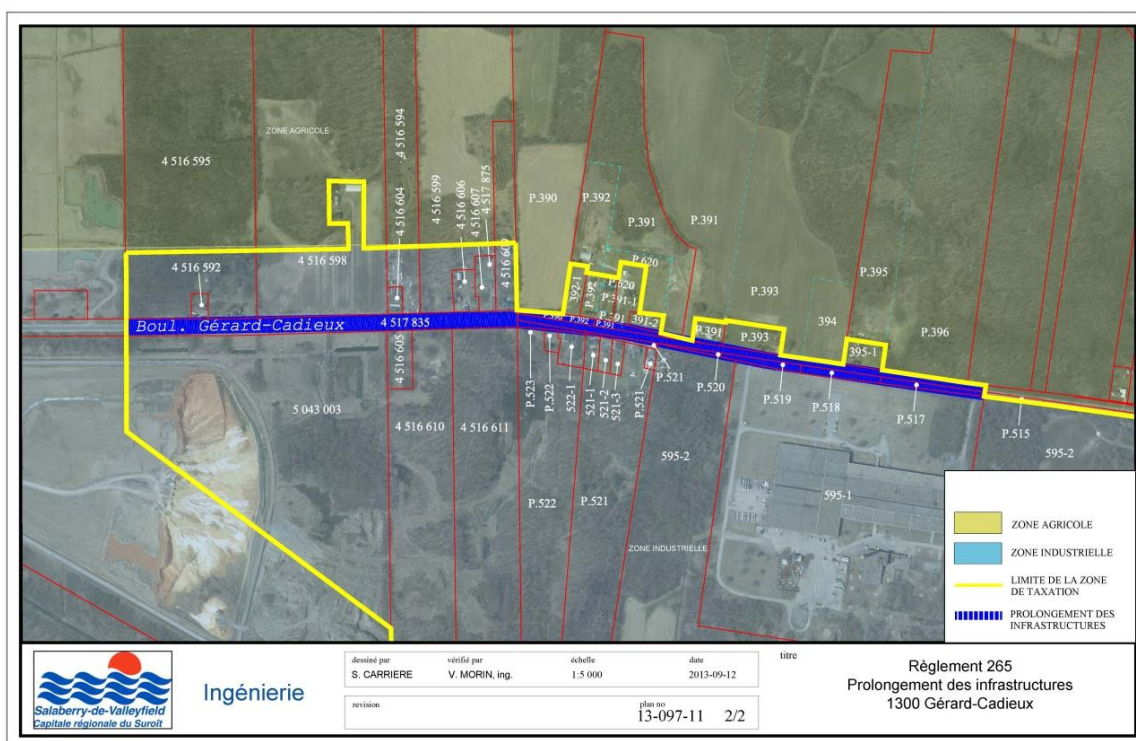 ZONE AGRICOLE
4 516 595
4 516 594
4 516 604
4 516 599
4 516 606
4 516 607
4 517 875
4 516 609
P.390
P.392
P.391
P.391
P.620
P.620
392-1
P.392
P.391-1
P.391
391-2
P.391
P.393
P.393
394
P.395
395-1
P.396
4 516 592
4 516 598
Boul. Gérard-Cadieux
4 517 835
P.390
P.392
P.391
4 516 605
5 043 003
4 516 610
4 516 611
P.523
P.522
522-1
521-1
521-2
521-3
P.521
P.521
P.520
P.519
P.518
P.517
P.515
P.522
P.521
595-2
595-1
595-2
ZONE INDUSTRIELLE
ZONE AGRICOLE
ZONE INDUSTRIELLE
LIMITE DE LA ZONE
DE TAXATION
PROLONGEMENT DES
INFRASTRUCTURES
Salaberry-de-Valleyfield
Capitale régionale du Suroît
Ingénierie
dessiné par
S. CARRIERE
vérifié par
V. MORIN, ing.
échelle
1:5 000
date
2013-09-12
revision
plan no
13-097-11 2/2
titre
Règlement 265
Prolongement des infrastructures
1300 Gérard-Cadieux